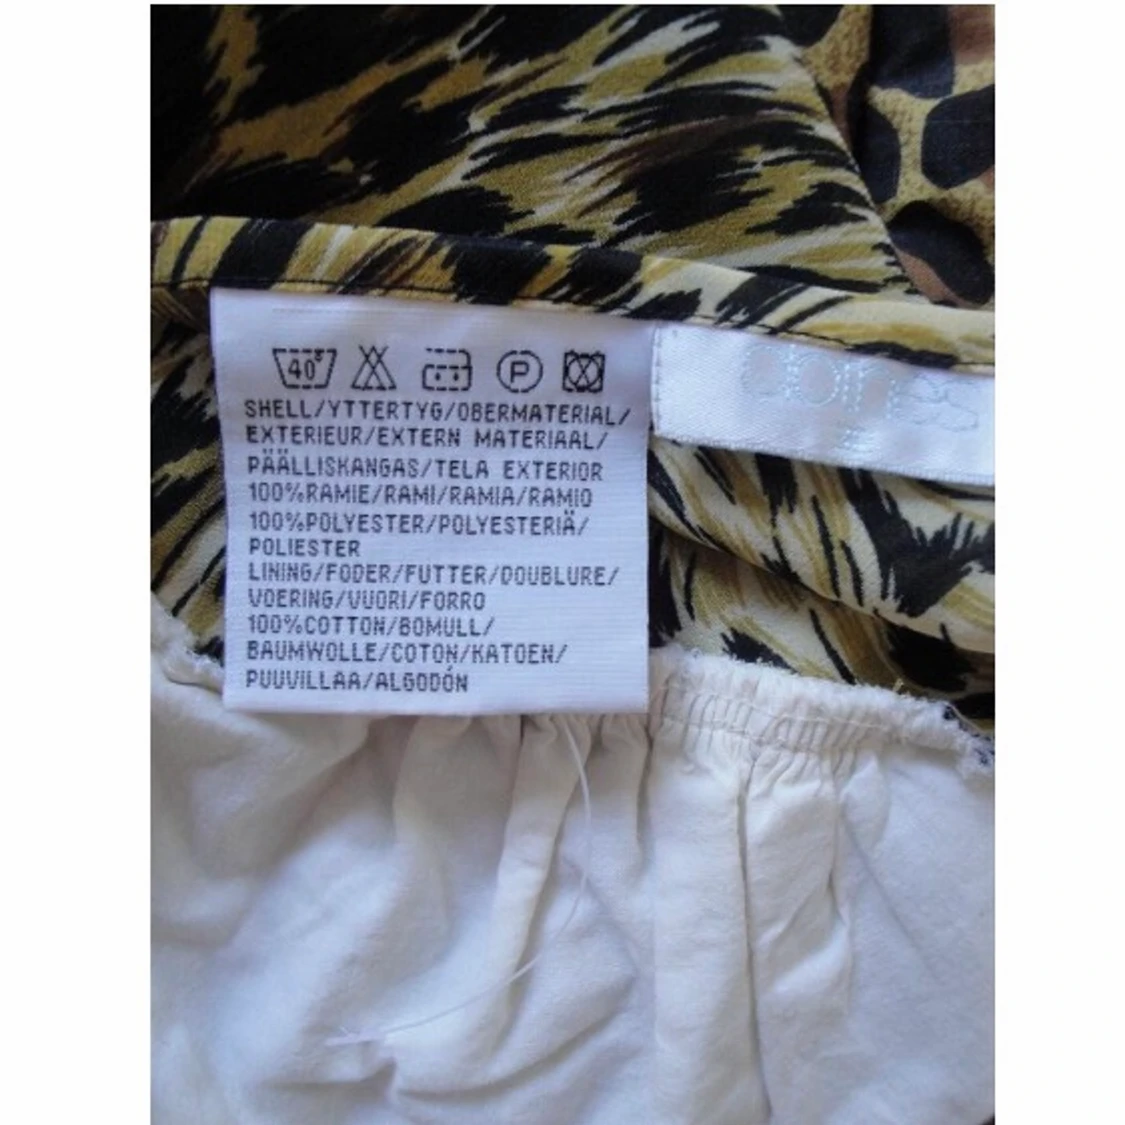 40°
P
SHELL/YTTERTYG/OBERMATERIAL/
EXTERIEUR/EXTERN MATERIAAL/
PÄÄLLISKANGAS/TELA EXTERIOR
100%RAMIE/RAMI/RAMIA/RAMIO
100%POLYESTER/POLYESTERIÄ/
POLIESTER
LINING/FODER/FUTTER/DOUBLURE/
VOERING/VUORI/FORRO
100%COTTON/BOMULL/
BAUMWOLLE/COTON/KATOEN/
PUUVILLAA/ALGODÓN